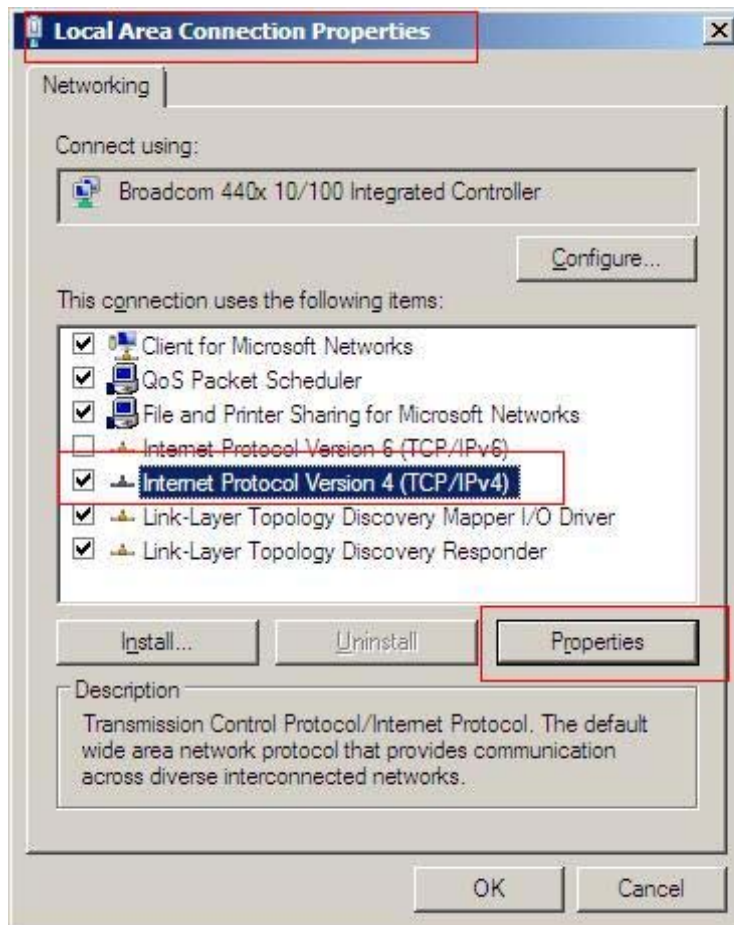 Local Area Connection Properties
Networking
Connect using:
Broadcom 440x 10/100 Integrated Controller
Configure...
This connection uses the following items:
Client for Microsoft Networks
QoS Packet Scheduler
File and Printer Sharing for Microsoft Networks
Internet Protocol Version 6 (TCP/IPv6)
Internet Protocol Version 4 (TCP/IPv4)
Link-Layer Topology Discovery Mapper I/O Driver
Link-Layer Topology Discovery Responder
Install... Uninstall Properties
Description
Transmission Control Protocol/Internet Protocol. The default
wide area network protocol that provides communication
across diverse interconnected networks.
OK Cancel